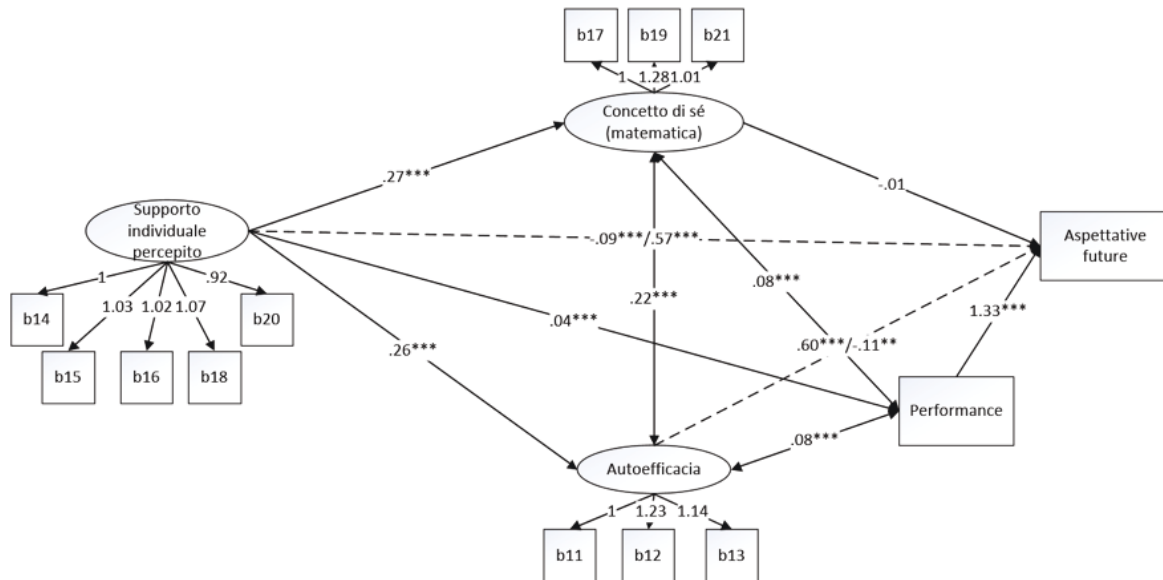 b17 b19 b21
1 1.28 1.01
Concetto di sé
(matematica)
.27***
-.01
Supporto
individuale
percepito
-.09***/.57***
Aspettative
future
1 .92
.08***
1.03 1.02 1.07
.22***
b14 b20
.04***
1.33***
.26***
.60***/-.11**
b15 b16 b18
Performance
.08***
Autoefficacia
1 1.23 1.14
b11 b12 b13